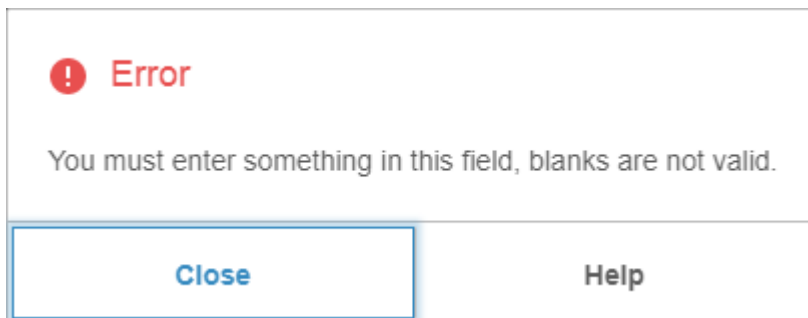 Error
You must enter something in this field, blanks are not valid.
Close Help